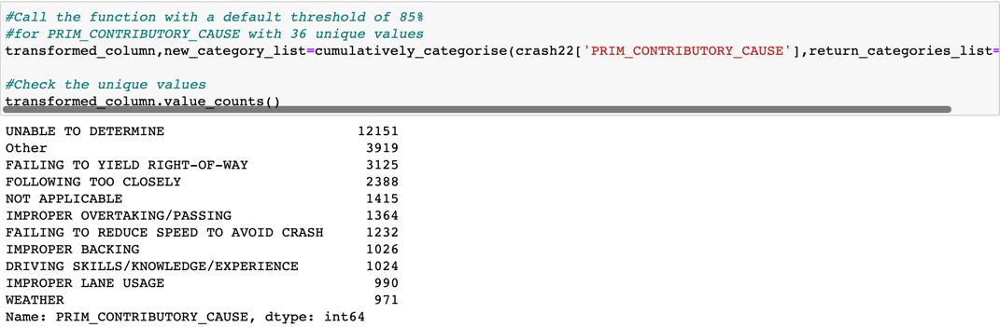 #Call the function with a default threshold of 85%
#for PRIM_CONTRIBUTORY_CAUSE with 36 unique values
transformed_column,new_category_list=cumulatively_categorise(crash22['PRIM_CONTRIBUTORY_CAUSE'],return_categories_list=
#Check the unique values
transformed_column.value_counts()
UNABLE TO DETERMINE 12151
Other 3919
FAILING TO YIELD RIGHT-OF-WAY 3125
FOLLOWING TOO CLOSELY 2388
NOT APPLICABLE 1415
IMPROPER OVERTAKING/PASSING 1364
FAILING TO REDUCE SPEED TO AVOID CRASH 1232
IMPROPER BACKING 1026
DRIVING SKILLS/KNOWLEDGE/EXPERIENCE 1024
IMPROPER LANE USAGE 990
WEATHER 971
Name: PRIM_CONTRIBUTORY_CAUSE, dtype: int64